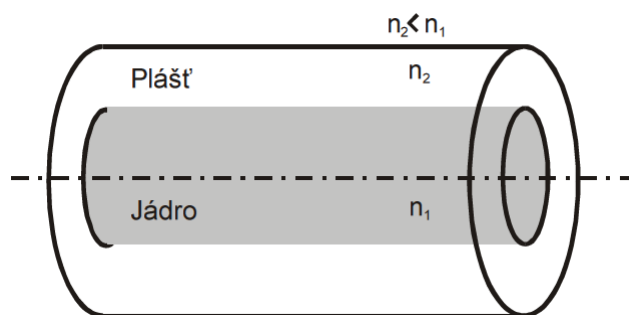 n₂< n₁
Plášť n₂
Jádro n₁